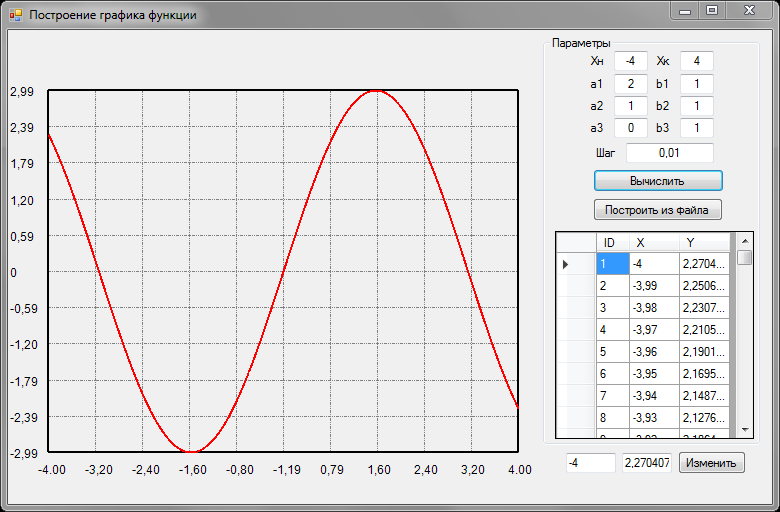 Построение графика функции
Параметры
Xн -4 Xк 4
a1 2 b1 1
a2 1 b2 1
a3 0 b3 1
Шаг 0,01
Вычислить
Построить из файла
ID X Y
1 -4 2,2704...
2 -3,99 2,2506...
3 -3,98 2,2307...
4 -3,97 2,2105...
5 -3,96 2,1901...
6 -3,95 2,1695...
7 -3,94 2,1487...
8 -3,93 2,1276...
-4 2,270407 Изменить
2,99
2,39
1,79
1,20
0,59
0
-0,59
-1,20
-1,79
-2,39
-2,99
-4.00 -3,20 -2,40 -1,60 -0,80 -1,19 0,79 1,60 2,40 3,20 4.00